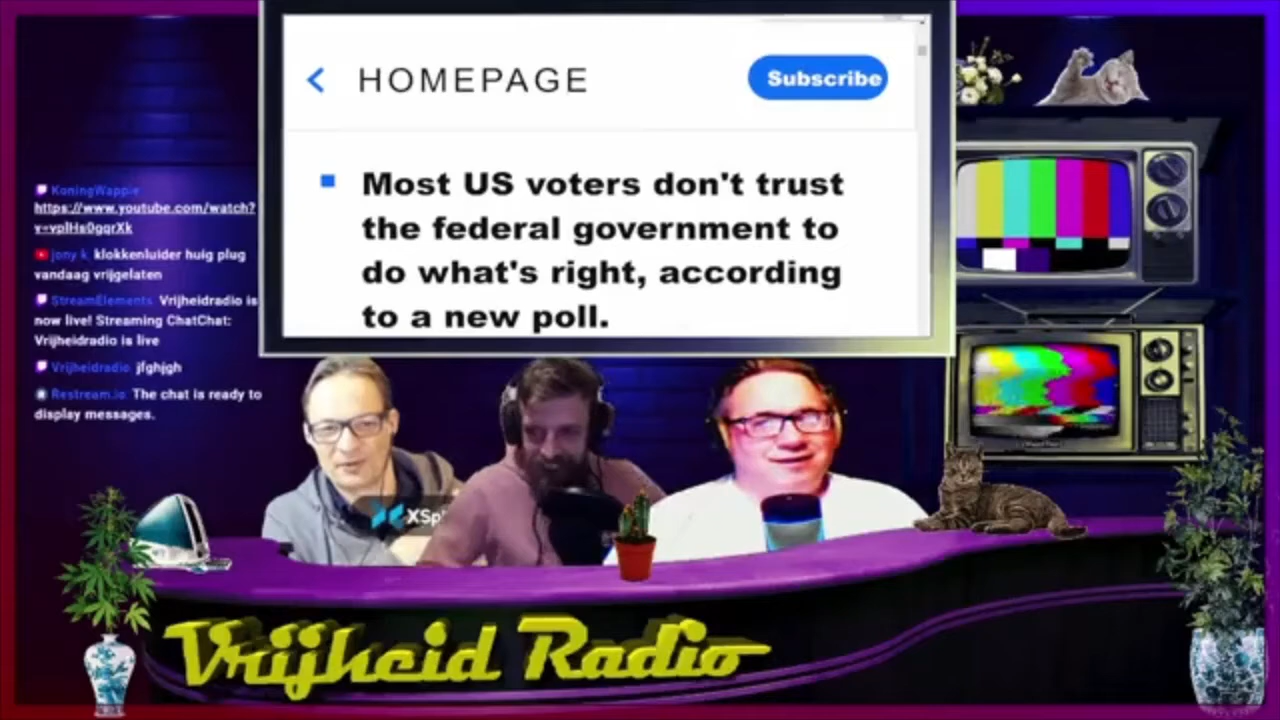 HOMEPAGE
Subscribe
Most US voters don't trust
the federal government to
do what's right, according
to a new poll.
KoningWappie
https://www.youtube.com/watch?
v=vplHs0gqrXk
jony k klokkenluider huig plug
vandaag vrijgelaten
StreamElements Vrijheidradio is
now live! Streaming ChatChat:
Vrijheidradio is live
Vrijheidradio jfghjgh
Restream.io The chat is ready to
display messages.
XSpl
Vrijheid Radio